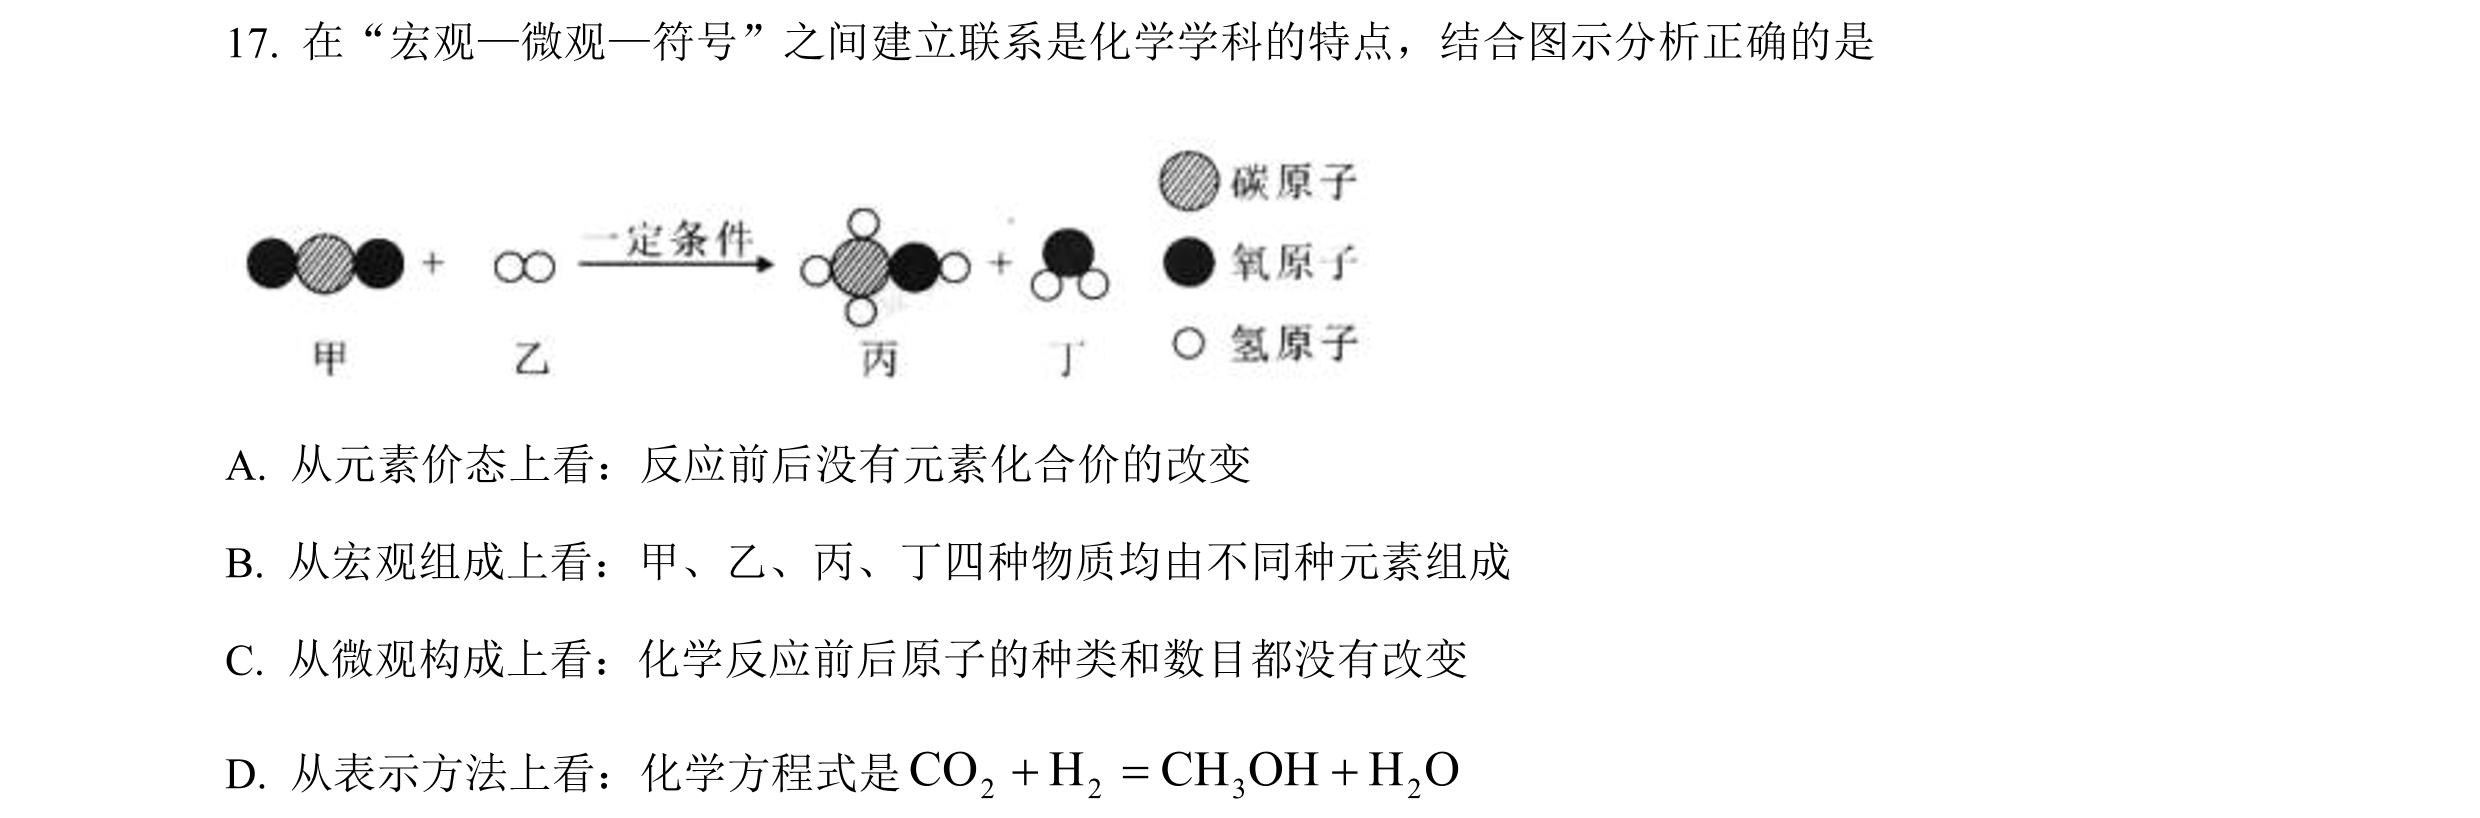 17. 在“宏观—微观—符号”之间建立联系是化学学科的特点，结合图示分析正确的是
碳原子
一定条件
+ + 氧原子
甲 乙 丙 丁 氢原子
A. 从元素价态上看：反应前后没有元素化合价的改变
B. 从宏观组成上看：甲、乙、丙、丁四种物质均由不同种元素组成
C. 从微观构成上看：化学反应前后原子的种类和数目都没有改变
D. 从表示方法上看：化学方程式是CO₂+H₂=CH₃OH+H₂O